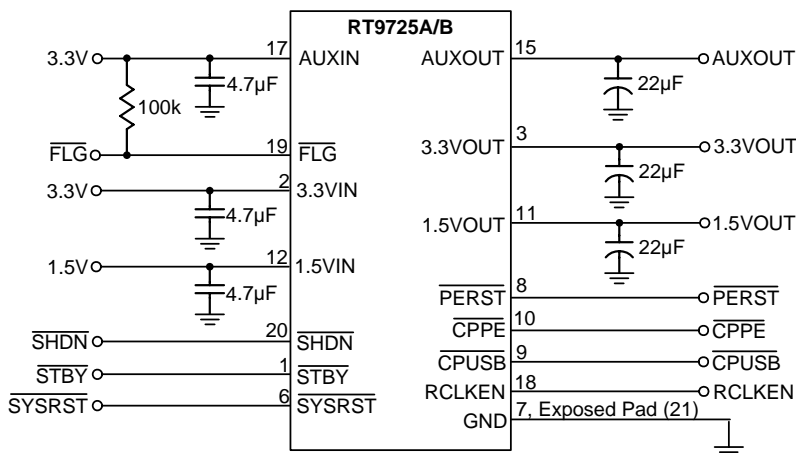 RT9725A/B
3.3V 17 AUXIN AUXOUT 15 AUXOUT
4.7µF 22µF
100k
FLG 19 FLG 3.3VOUT 3 3.3VOUT
3.3V 2 3.3VIN 22µF
4.7µF 1.5VOUT 11 1.5VOUT
1.5V 12 1.5VIN 22µF
4.7µF PERST 8 PERST
SHDN 20 SHDN CPPE 10 CPPE
STBY 1 STBY CPUSB 9 CPUSB
SYSRST 6 SYSRST RCLKEN 18 RCLKEN
GND 7, Exposed Pad (21)